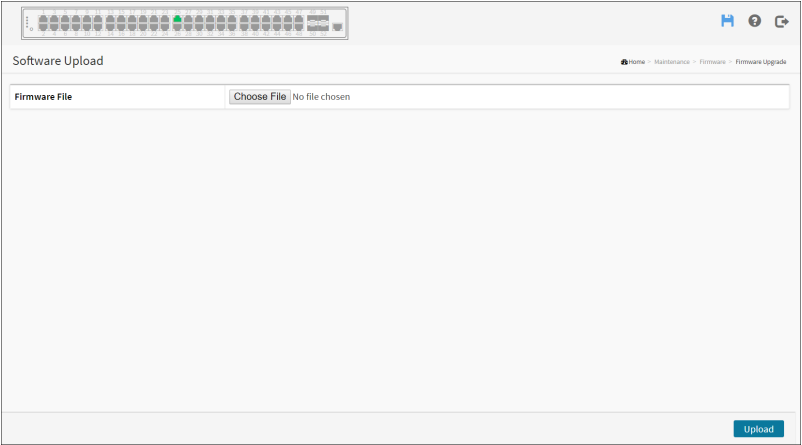 Software Upload
Home > Maintenance > Firmware > Firmware Upgrade
Firmware File
Choose File No file chosen
Upload